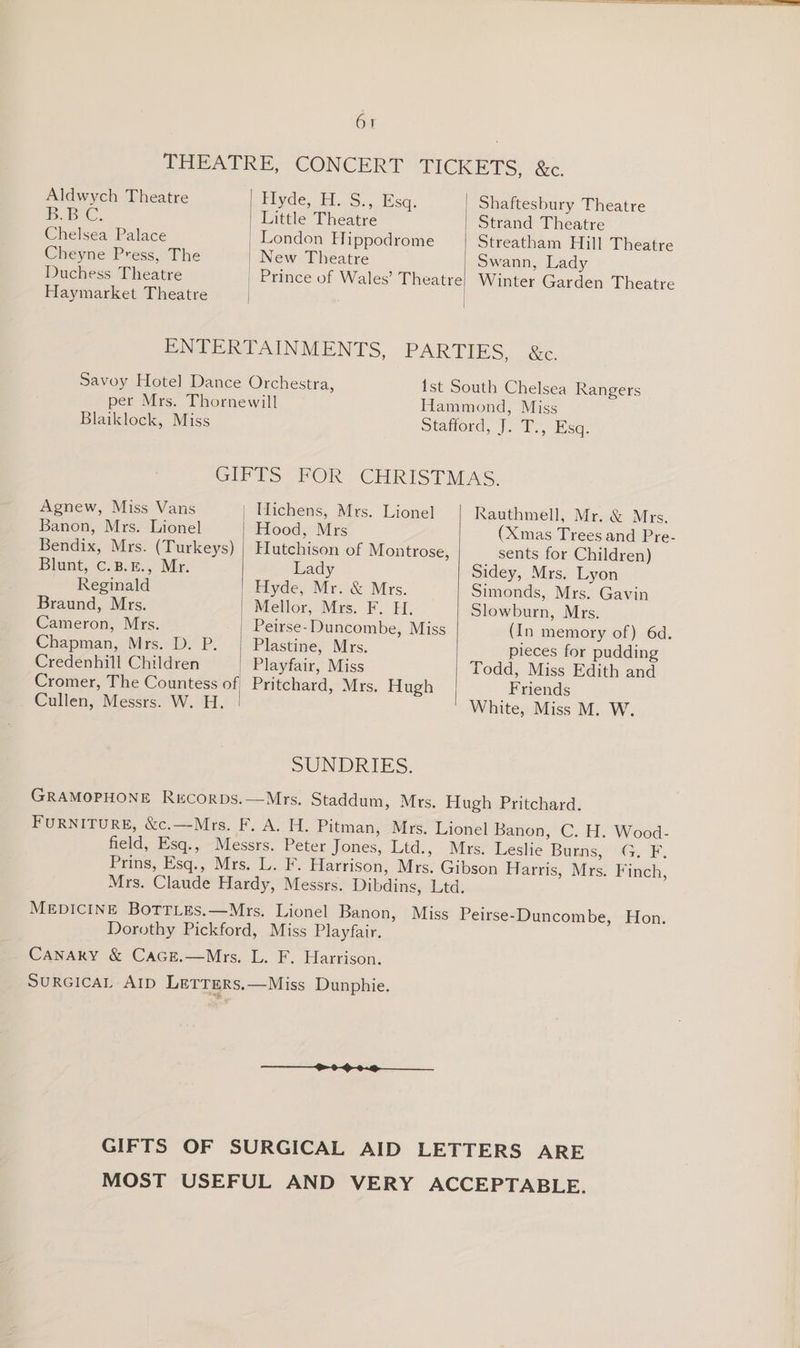 61
THEATRE, CONCERT TICKETS, &c.
Aldwych Theatre
B.B.C.
Chelsea Palace
Cheyne Press, The
Duchess Theatre
Haymarket Theatre
Hyde, H. S., Esq.
Little Theatre
London Hippodrome
New Theatre
Prince of Wales' Theatre
Shaftesbury Theatre
Strand Theatre
Streatham Hill Theatre
Swann, Lady
Winter Garden Theatre
ENTERTAINMENTS, PARTIES, &c.
Savoy Hotel Dance Orchestra,
per Mrs. Thornewill
Blaiklock, Miss
1st South Chelsea Rangers
Hammond, Miss
Stafford, J. T., Esq.
GIFTS FOR CHRISTMAS.
Agnew, Miss Vans
Banon, Mrs. Lionel
Bendix, Mrs. (Turkeys)
Blunt, C.B.E., Mr.
Reginald
Braund, Mrs.
Cameron, Mrs.
Chapman, Mrs. D. P.
Credenhill Children
Cromer, The Countess of
Cullen, Messrs. W. H.
Hichens, Mrs. Lionel
Hood, Mrs
Hutchison of Montrose,
Lady
Hyde, Mr. & Mrs.
Mellor, Mrs. F. H.
Peirse-Duncombe, Miss
Plastine, Mrs.
Playfair, Miss
Pritchard, Mrs. Hugh
Rauthmell, Mr. & Mrs.
(Xmas Trees and Pre-
sents for Children)
Sidey, Mrs. Lyon
Simonds, Mrs. Gavin
Slowburn, Mrs.
(In memory of) 6d.
pieces for pudding
Todd, Miss Edith and
Friends
White, Miss M. W.
SUNDRIES.
GRAMOPHONE RECORDS.—Mrs. Staddum, Mrs. Hugh Pritchard.
FURNITURE, &c.—Mrs. F. A. H. Pitman, Mrs. Lionel Banon, C. H. Wood-
field, Esq., Messrs. Peter Jones, Ltd., Mrs. Leslie Burns, G. F.
Prins, Esq., Mrs. L. F. Harrison, Mrs. Gibson Harris, Mrs. Finch,
Mrs. Claude Hardy, Messrs. Dibdins, Ltd.
MEDICINE BOTTLES.—Mrs. Lionel Banon, Miss Peirse-Duncombe, Hon.
Dorothy Pickford, Miss Playfair.
CANARY & CAGE.—Mrs. L. F. Harrison.
SURGICAL AID LETTERS.—Miss Dunphie.
GIFTS OF SURGICAL AID LETTERS ARE
MOST USEFUL AND VERY ACCEPTABLE.